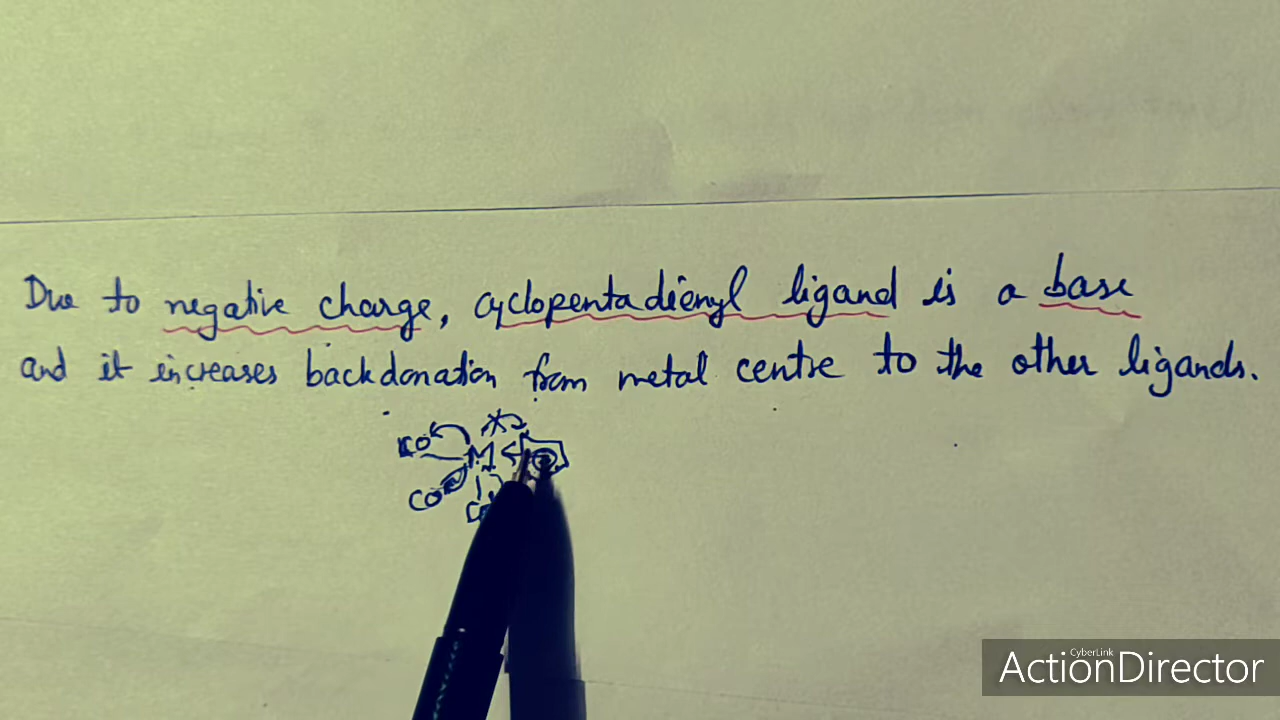 Due to negative charge, cyclopentadienyl ligand is a base
and it increases backdonation from metal centre to the other ligands.
CO M
CO
CyberLink
ActionDirector